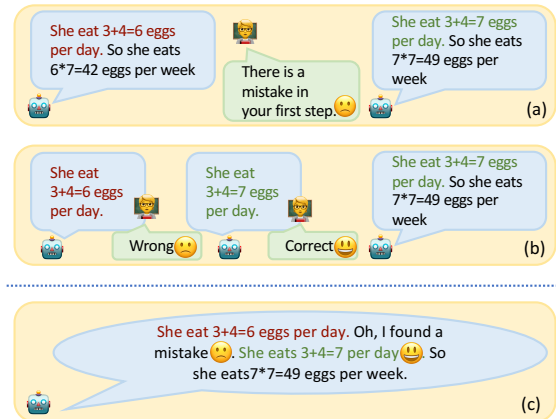 She eat 3+4=6 eggs
per day. So she eats
6*7=42 eggs per week
There is a
mistake in
your first step.
She eat 3+4=7 eggs
per day. So she eats
7*7=49 eggs per
week
(a)
She eat
3+4=6 eggs
per day.
Wrong
She eat
3+4=7 eggs
per day.
Correct
She eat 3+4=7 eggs
per day. So she eats
7*7=49 eggs per
week
(b)
She eat 3+4=6 eggs per day. Oh, I found a
mistake. She eats 3+4=7 per day. So
she eats7*7=49 eggs per week.
(c)